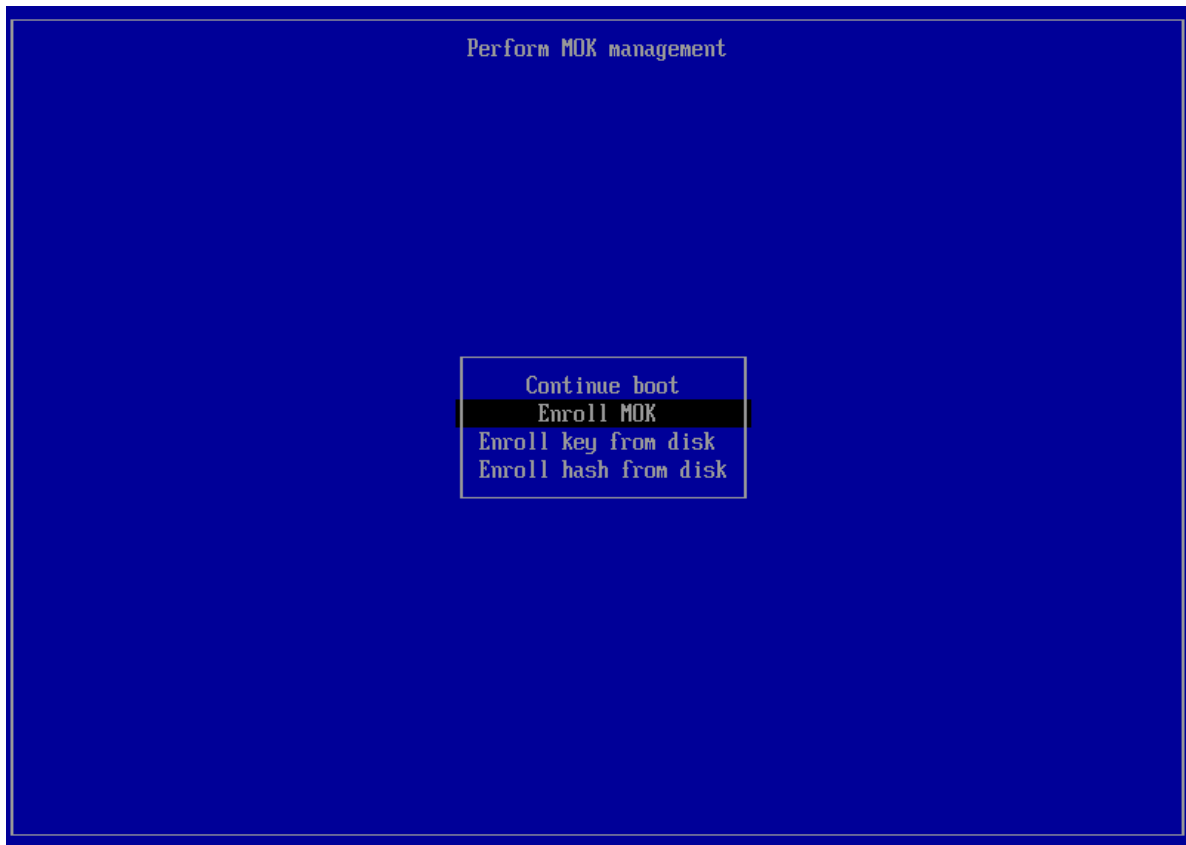 Perform MOK management
Continue boot
Enroll MOK
Enroll key from disk
Enroll hash from disk